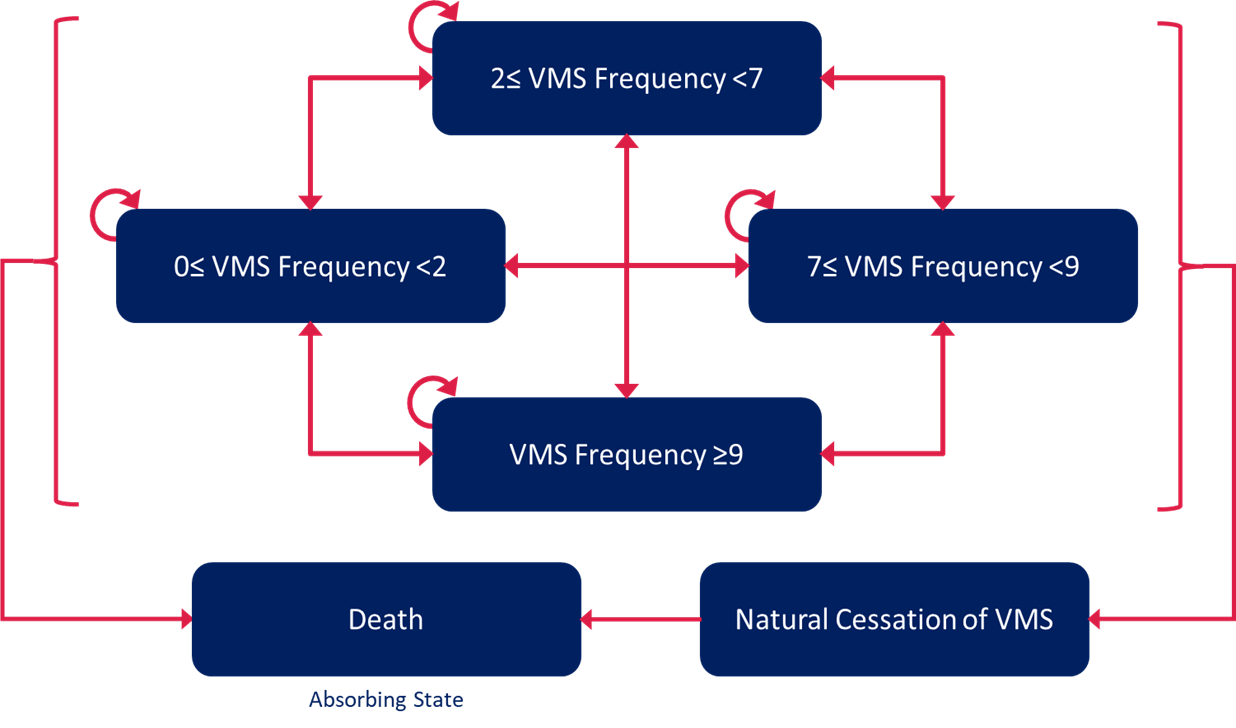 2≤ VMS Frequency <7
0≤ VMS Frequency <2
7≤ VMS Frequency <9
VMS Frequency ≥9
Death
Natural Cessation of VMS
Absorbing State